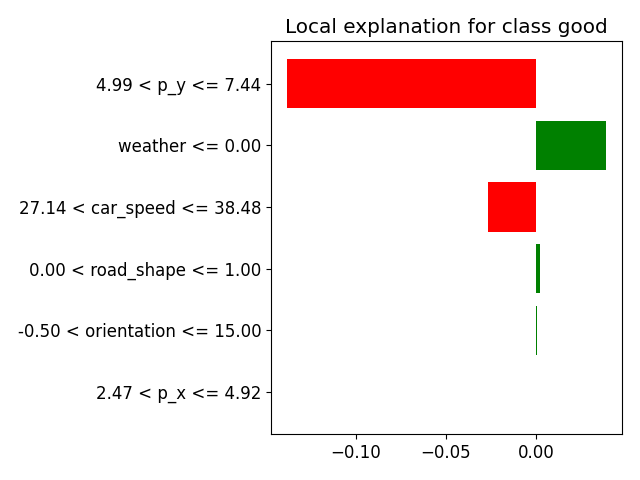 Local explanation for class good
4.99 < p_y <= 7.44
weather <= 0.00
27.14 < car_speed <= 38.48
0.00 < road_shape <= 1.00
-0.50 < orientation <= 15.00
2.47 < p_x <= 4.92
−0.10 −0.05 0.00